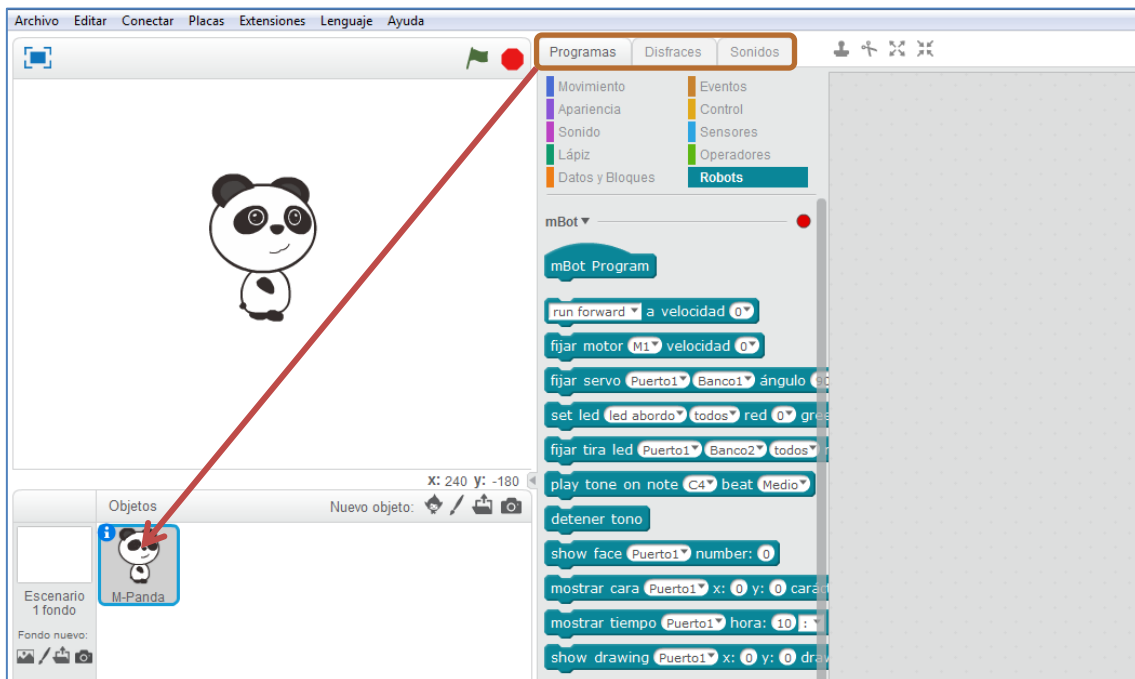 Archivo Editar Conectar Placas Extensiones Lenguaje Ayuda
Programas Disfraces Sonidos
Movimiento Eventos
Apariencia Control
Sonido Sensores
Lápiz Operadores
Datos y Bloques Robots
mBot
mBot Program
run forward a velocidad 0
fijar motor M1 velocidad 0
fijar servo Puerto1 Banco1 ángulo 90
set led led abordo todos red 0 gre
fijar tira led Puerto1 Banco2 todos
play tone on note C4 beat Medio
detener tono
show face Puerto1 number: 0
mostrar cara Puerto1 x: 0 y: 0 carác
mostrar tiempo Puerto1 hora: 10 :
show drawing Puerto1 x: 0 y: 0 draw
x: 240 y: -180
Objetos Nuevo objeto:
M-Panda
Escenario
1 fondo
Fondo nuevo: